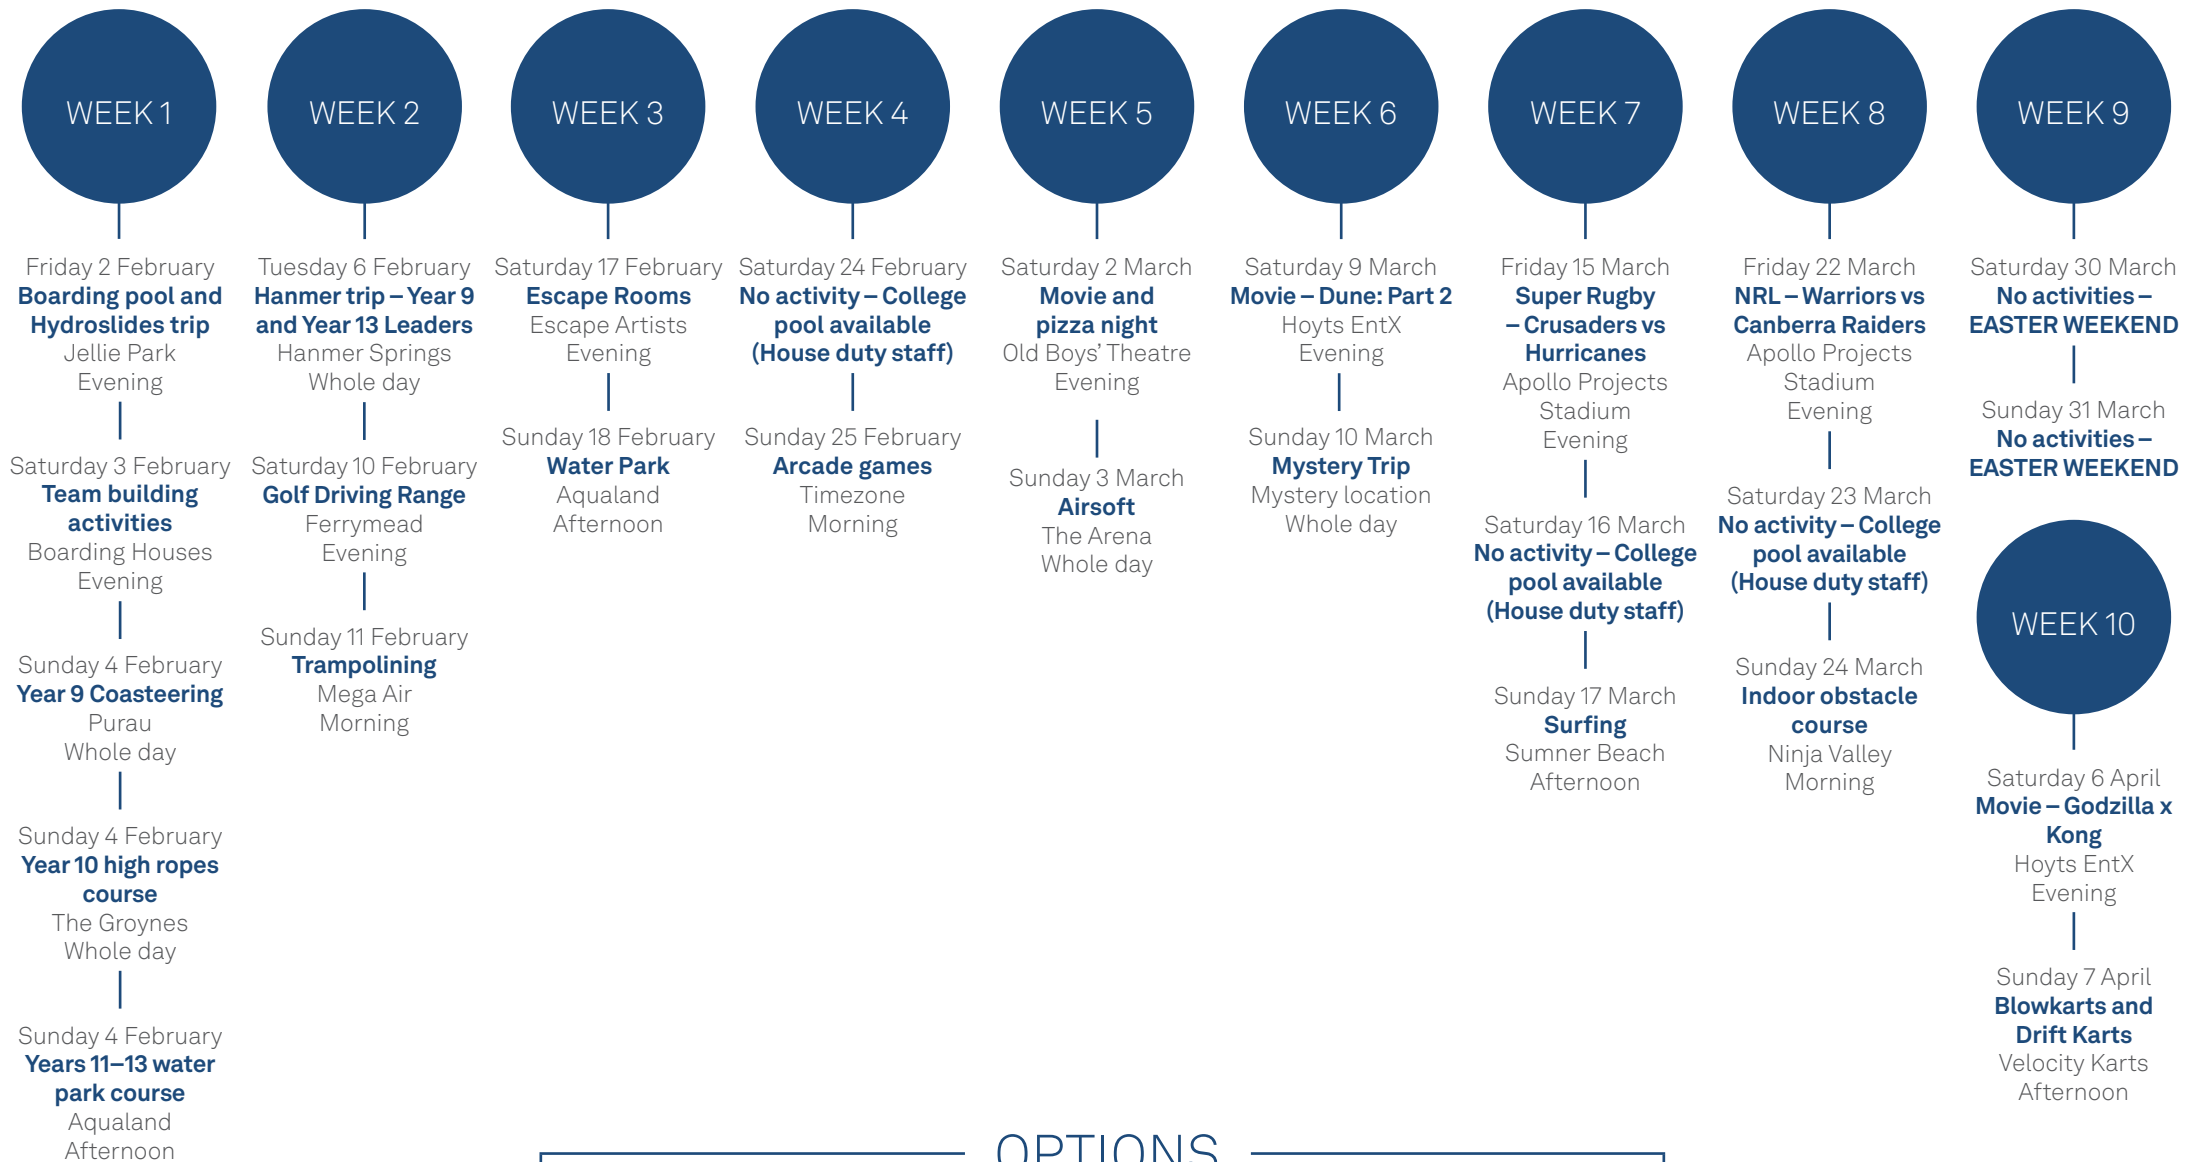 WEEK 1
Friday 2 February
Boarding pool and
Hydroslides trip
Jellie Park
Evening
Saturday 3 February
Team building
activities
Boarding Houses
Evening
Sunday 4 February
Year 9 Coasteering
Purau
Whole day
Sunday 4 February
Year 10 high ropes
course
The Groynes
Whole day
Sunday 4 February
Years 11–13 water
park course
Aqualand
Afternoon
WEEK 2
Tuesday 6 February
Hanmer trip – Year 9
and Year 13 Leaders
Hanmer Springs
Whole day
Saturday 10 February
Golf Driving Range
Ferrymead
Evening
Sunday 11 February
Trampolining
Mega Air
Morning
WEEK 3
Saturday 17 February
Escape Rooms
Escape Artists
Evening
Sunday 18 February
Water Park
Aqualand
Afternoon
WEEK 4
Saturday 24 February
No activity – College
pool available
(House duty staff)
Sunday 25 February
Arcade games
Timezone
Morning
WEEK 5
Saturday 2 March
Movie and
pizza night
Old Boys' Theatre
Evening
Sunday 3 March
Airsoft
The Arena
Whole day
WEEK 6
Saturday 9 March
Movie – Dune: Part 2
Hoyts EntX
Evening
Sunday 10 March
Mystery Trip
Mystery location
Whole day
WEEK 7
Friday 15 March
Super Rugby
– Crusaders vs
Hurricanes
Apollo Projects
Stadium
Evening
Saturday 16 March
No activity – College
pool available
(House duty staff)
Sunday 17 March
Surfing
Sumner Beach
Afternoon
WEEK 8
Friday 22 March
NRL – Warriors vs
Canberra Raiders
Apollo Projects
Stadium
Evening
Saturday 23 March
No activity – College
pool available
(House duty staff)
Sunday 24 March
Indoor obstacle
course
Ninja Valley
Morning
WEEK 9
Saturday 30 March
No activities –
EASTER WEEKEND
Sunday 31 March
No activities –
EASTER WEEKEND
WEEK 10
Saturday 6 April
Movie – Godzilla x
Kong
Hoyts EntX
Evening
Sunday 7 April
Blowkarts and
Drift Karts
Velocity Karts
Afternoon
OPTIONS